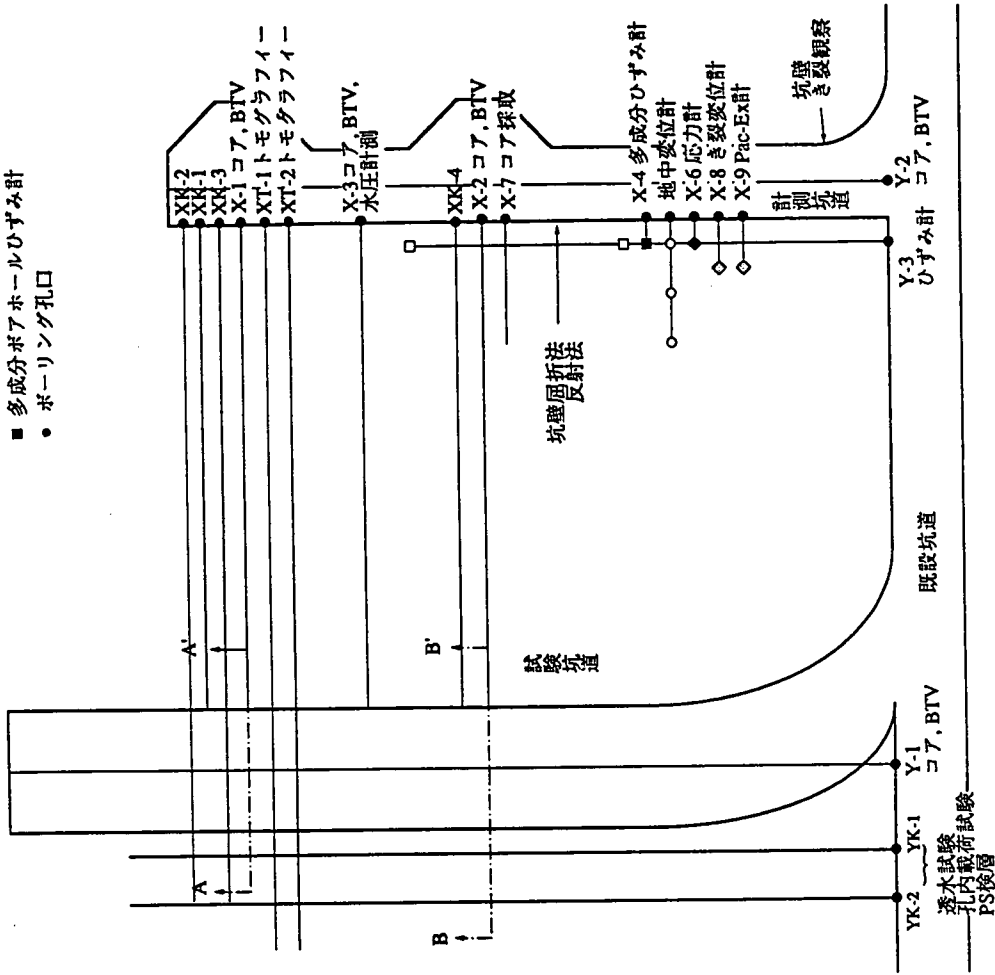 ■ 多成分ボアホールひずみ計
● ボーリング孔口
XK-2
XK-1
XK-3
X-1 コア, BTV
XT-1 トモグラフィー
XT-2 トモグラフィー
X-3 コア, BTV,
水圧計測
XK-4
X-2 コア, BTV
X-7 コア採取
X-4 多成分ひずみ計
地中変位計
X-6 応力計
X-8 き裂変位計
X-9 Pac-Ex計
坑壁
き裂観察
坑壁屈折法
反射法
計測
坑道
Y-2
コア, BTV
Y-3
ひずみ計
A'
B'
試験
坑道
既設坑道
A
B
Y-1
コア, BTV
YK-1
YK-2
透水試験
孔内載荷試験
PS検層